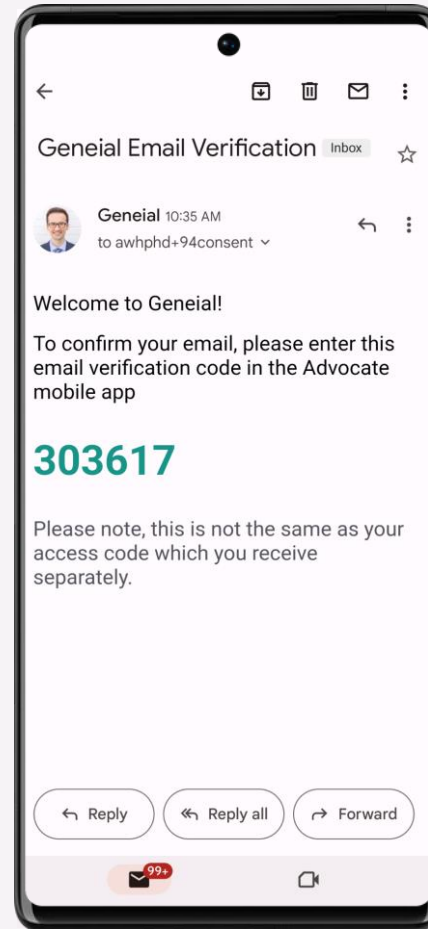 Geneial Email Verification Inbox
Geneial 10:35 AM
to awhphd+94consent
Welcome to Geneial!
To confirm your email, please enter this
email verification code in the Advocate
mobile app
303617
Please note, this is not the same as your
access code which you receive
separately.
Reply Reply all Forward
99+